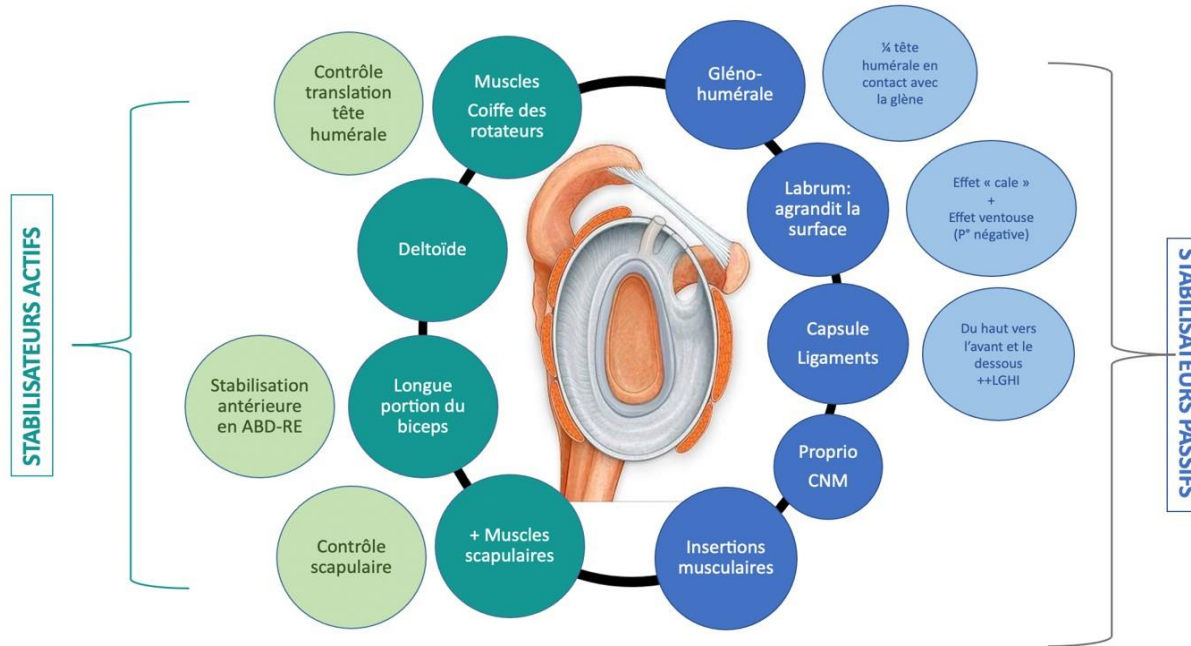 STABILISATEURS ACTIFS
Contrôle
translation
tête
humérale
Muscles
Coiffe des
rotateurs
Deltoïde
Stabilisation
antérieure
en ABD-RE
Longue
portion du
biceps
Contrôle
scapulaire
+ Muscles
scapulaires
Gléno-
humérale
¼ tête
humérale en
contact avec
la glène
Labrum:
agrandit la
surface
Effet « cale »
+
Effet ventouse
(P° négative)
Capsule
Ligaments
Du haut vers
l'avant et le
dessous
++LGHI
Proprio
CNM
Insertions
musculaires
STABILISATEURS PASSIFS